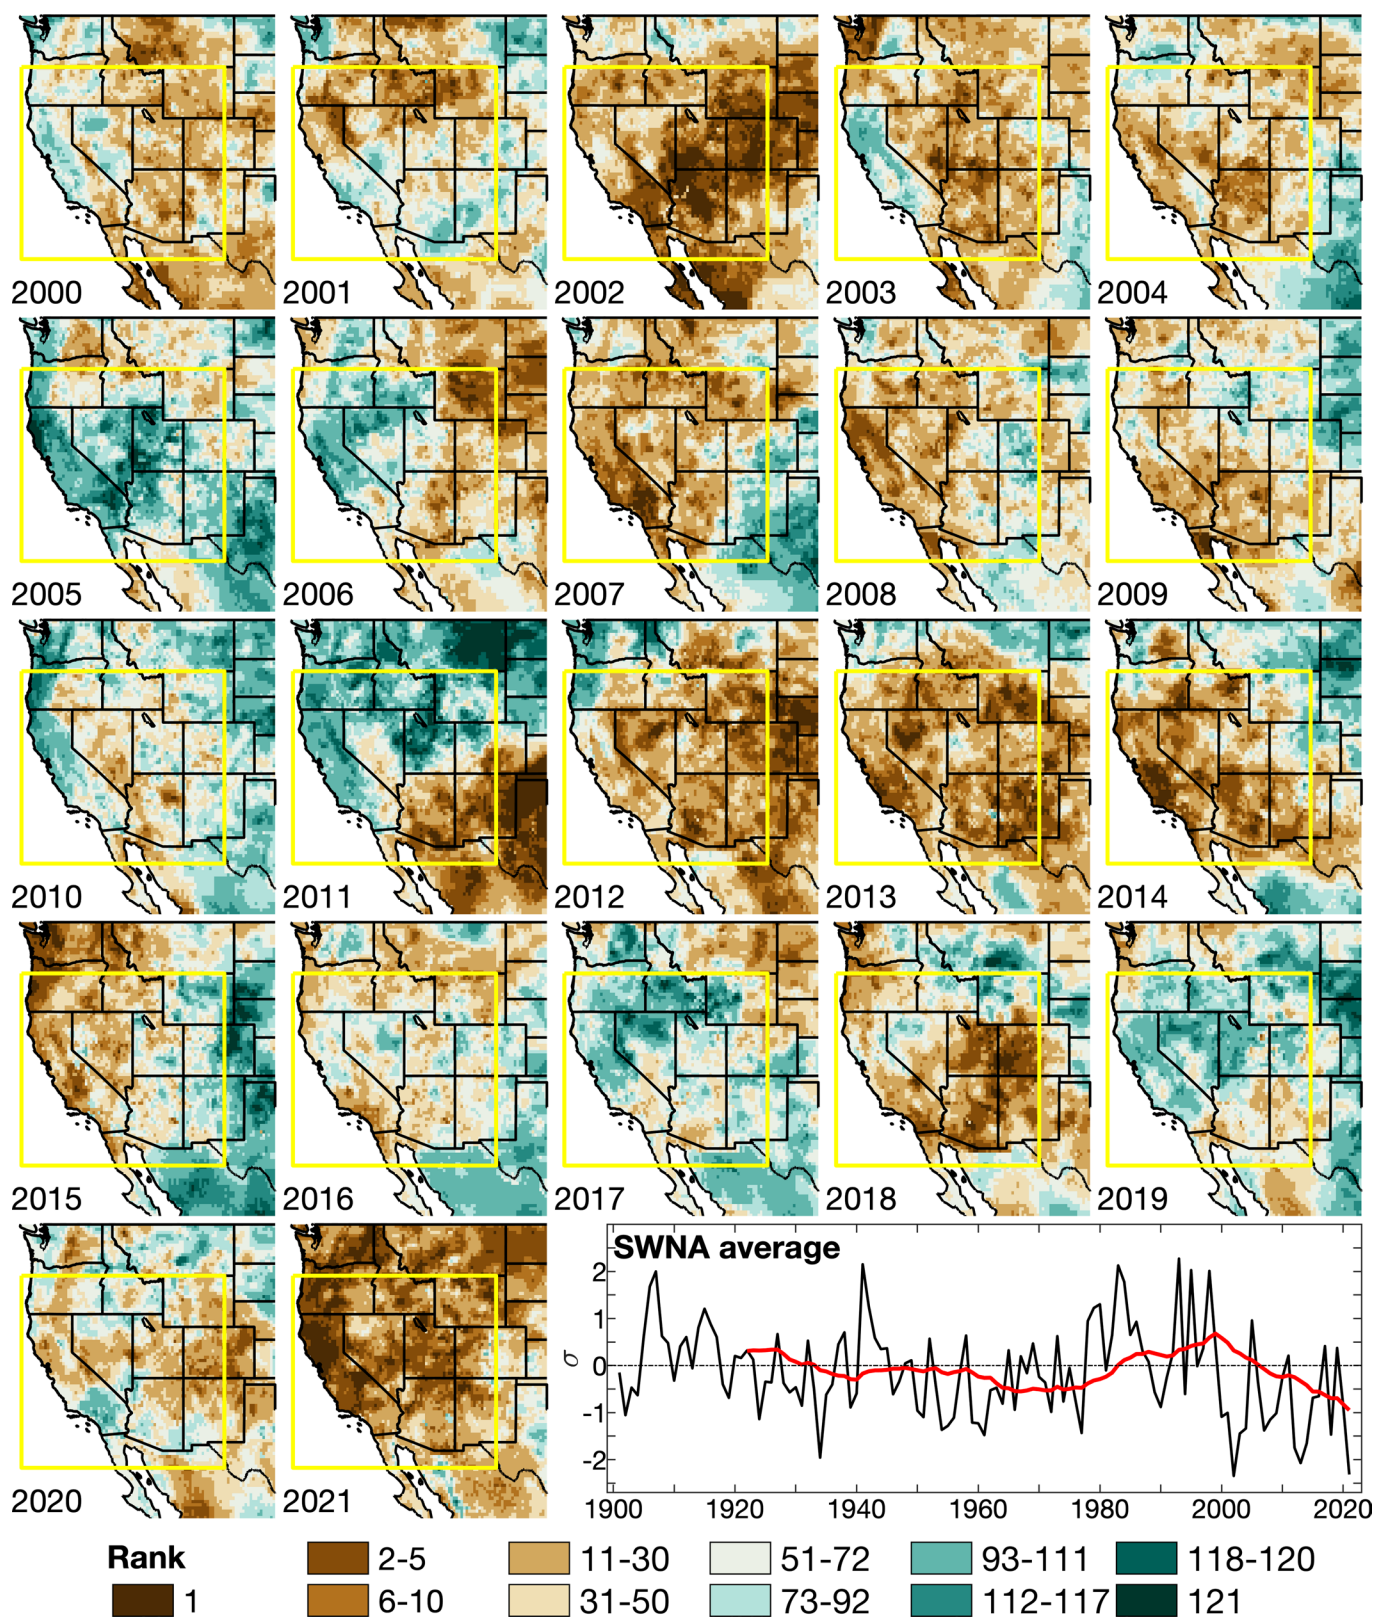 2000 2001 2002 2003 2004
2005 2006 2007 2008 2009
2010 2011 2012 2013 2014
2015 2016 2017 2018 2019
2020 2021
SWNA average
2
1
0
-1
-2
σ
1900 1920 1940 1960 1980 2000 2020
Rank 2-5 11-30 51-72 93-111 118-120
1 6-10 31-50 73-92 112-117 121